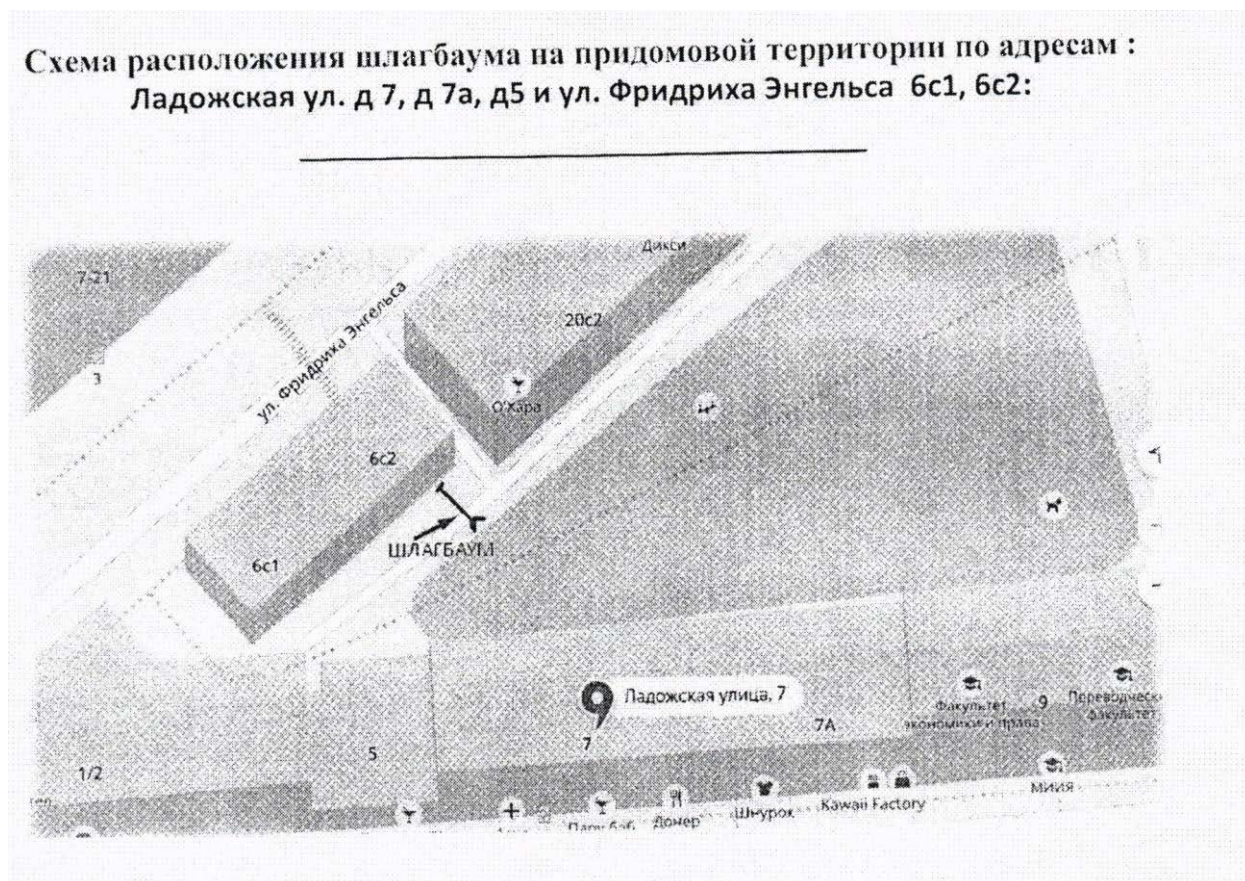 Схема расположения шлагбаума на придомовой территории по адресам :
Ладожская ул. д 7, д 7а, д5 и ул. Фридриха Энгельса 6с1, 6с2:
Дикси
7-21
20с2
ул. Фридриха Энгельса
3
О'Хара
6с2
ШЛАГБАУМ
6с1
Ладожская улица, 7
7
7А
Факультет
экономики и права
9
Переводческ
факультет
5
1/2
МИИЯ
Kawaii Factory
Шнурок
Донер